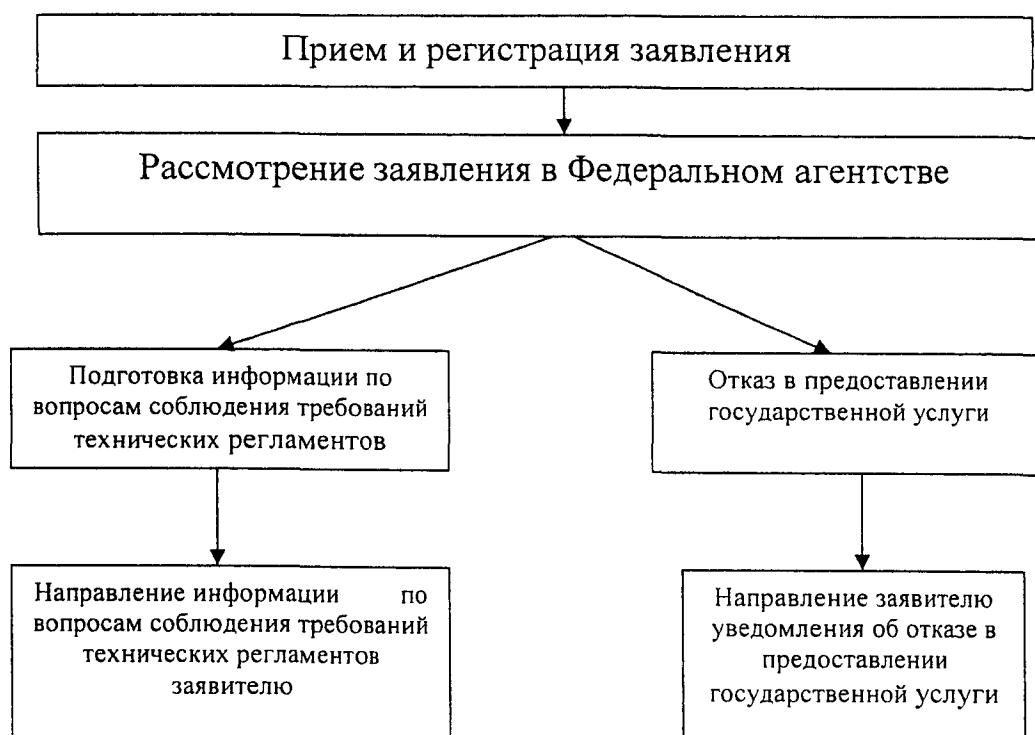 Прием и регистрация заявления
Рассмотрение заявления в Федеральном агентстве
Подготовка информации по
вопросам соблюдения требований
технических регламентов
Отказ в предоставлении
государственной услуги
Направление информации по
вопросам соблюдения требований
технических регламентов
заявителю
Направление заявителю
уведомления об отказе в
предоставлении
государственной услуги